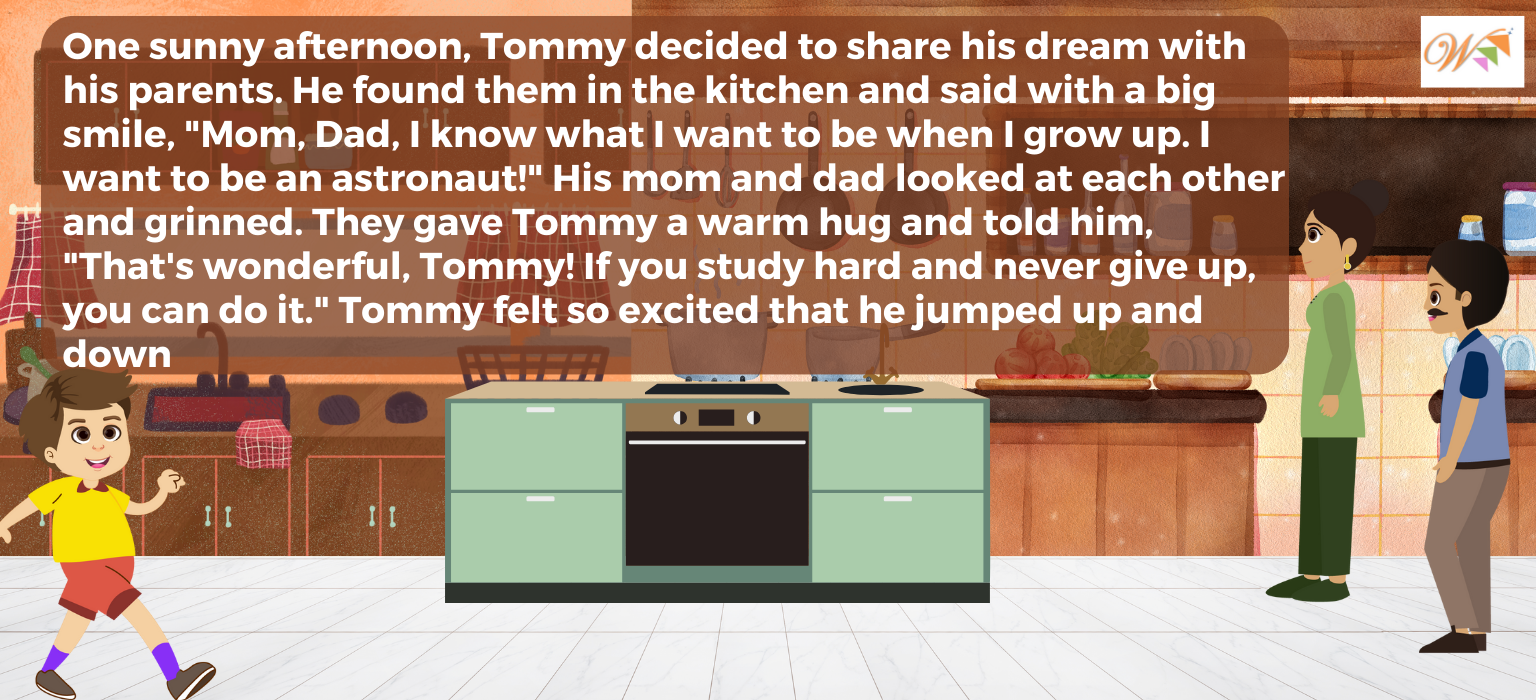 One sunny afternoon, Tommy decided to share his dream with
his parents. He found them in the kitchen and said with a big
smile, "Mom, Dad, I know what I want to be when I grow up. I
want to be an astronaut!" His mom and dad looked at each other
and grinned. They gave Tommy a warm hug and told him,
"That's wonderful, Tommy! If you study hard and never give up,
you can do it." Tommy felt so excited that he jumped up and
down
W